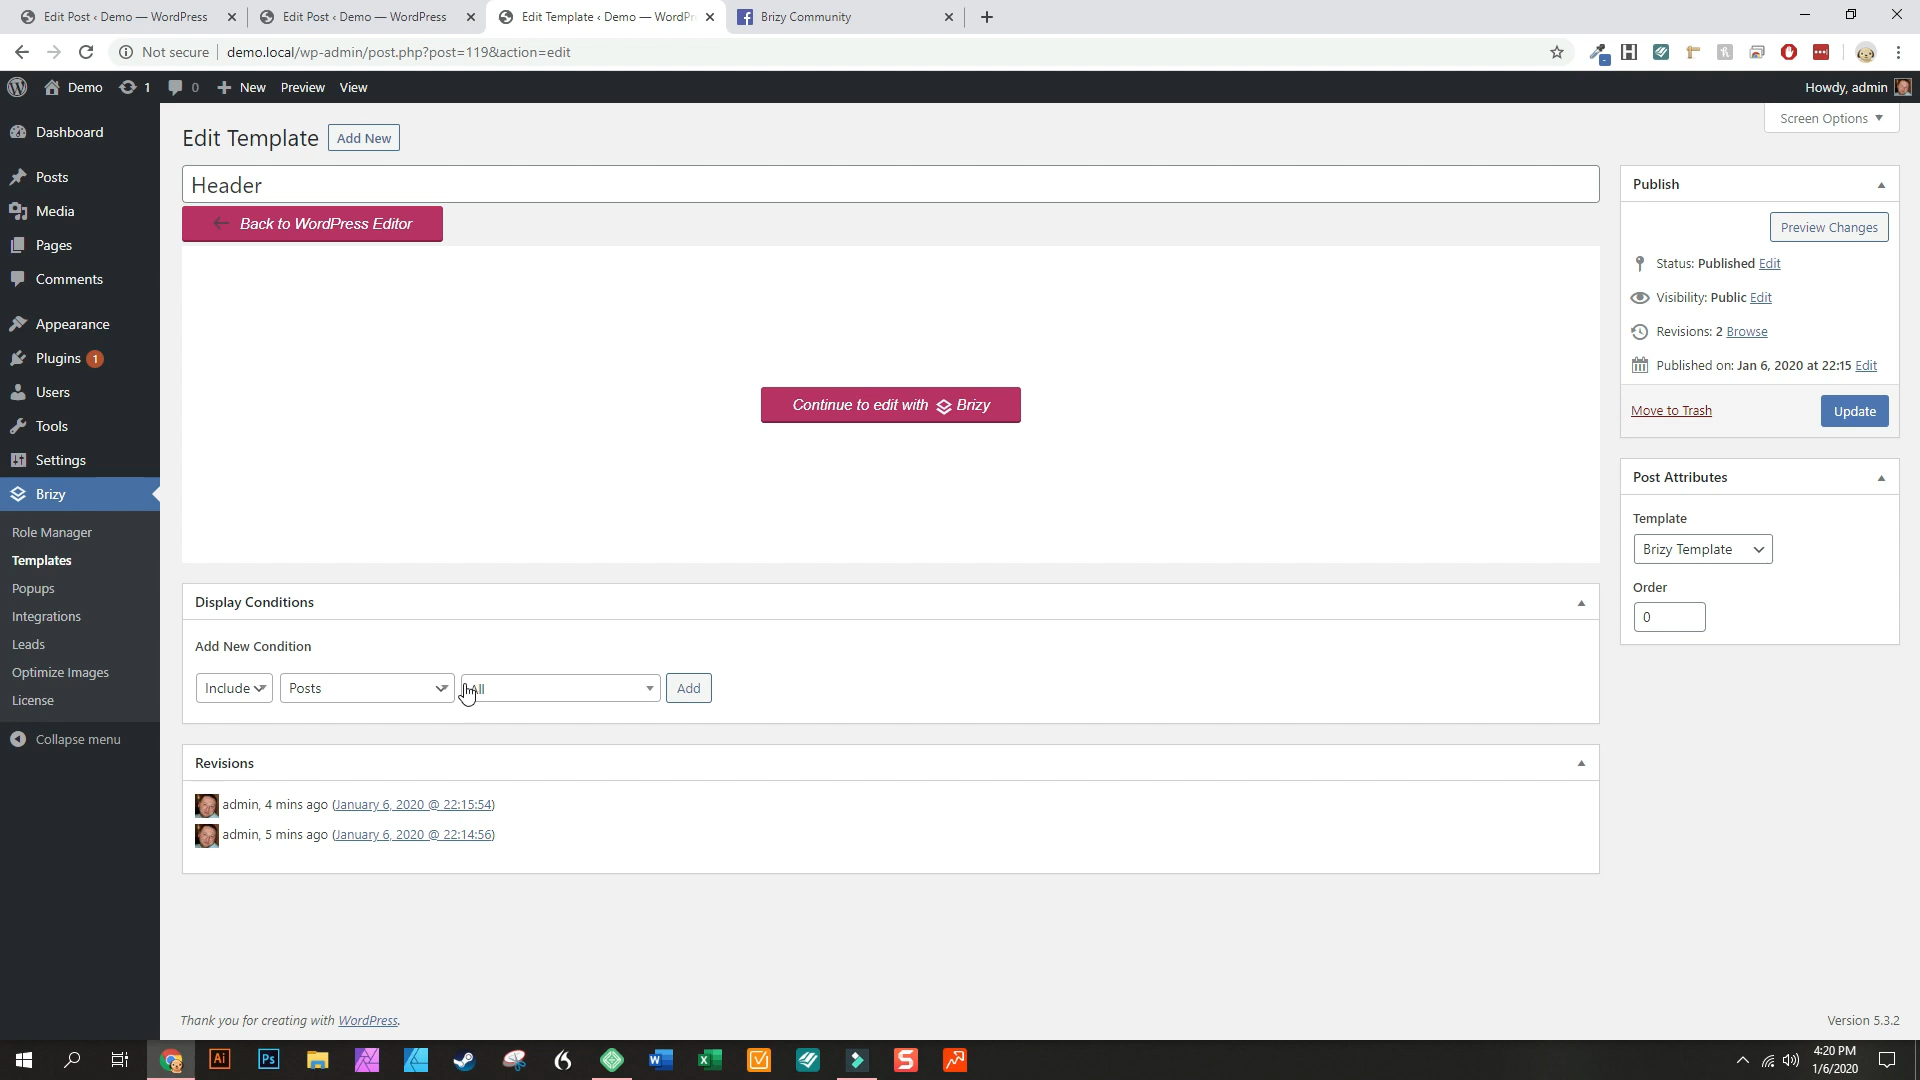 Edit Post ‹ Demo — WordPress
Edit Post ‹ Demo — WordPress
Edit Template ‹ Demo — WordPr
Brizy Community
Not secure
demo.local/wp-admin/post.php?post=119&action=edit
Demo
1
0
New
Preview
View
Howdy, admin
Dashboard
Posts
Media
Pages
Comments
Appearance
Plugins 1
Users
Tools
Settings
Brizy
Role Manager
Templates
Popups
Integrations
Leads
Optimize Images
License
Collapse menu
Screen Options
Edit Template
Add New
Header
Back to WordPress Editor
Continue to edit with Brizy
Display Conditions
Add New Condition
Include
Posts
All
Add
Revisions
admin, 4 mins ago (January 6, 2020 @ 22:15:54)
admin, 5 mins ago (January 6, 2020 @ 22:14:56)
Publish
Preview Changes
Status: Published Edit
Visibility: Public Edit
Revisions: 2 Browse
Published on: Jan 6, 2020 at 22:15 Edit
Move to Trash
Update
Post Attributes
Template
Brizy Template
Order
0
Thank you for creating with WordPress.
Version 5.3.2
Ai
Ps
4:20 PM
1/6/2020